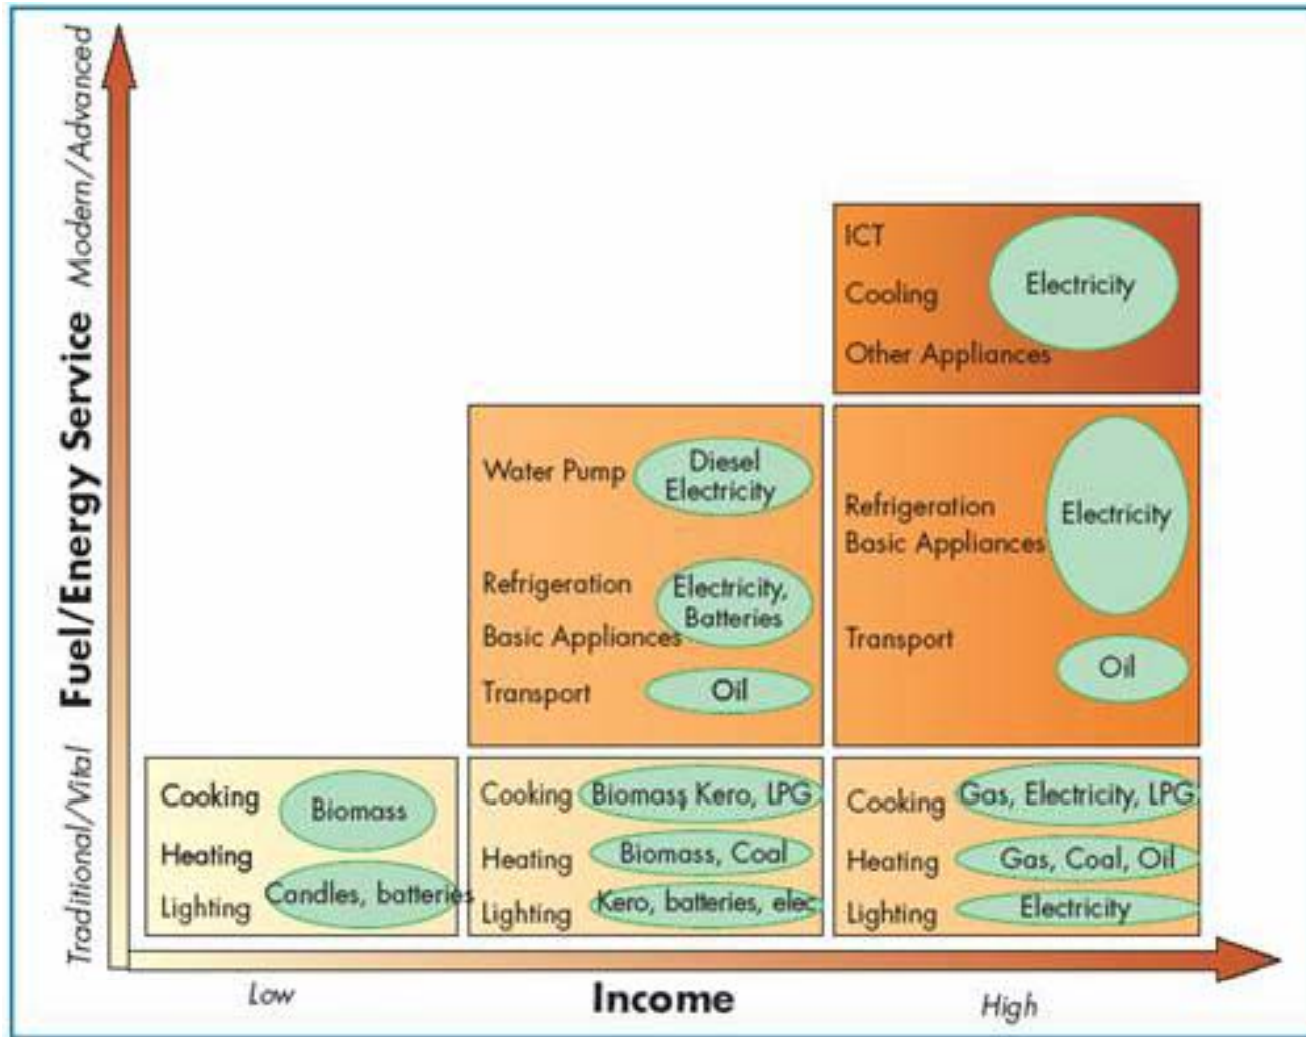 Fuel/Energy Service
Modern/Advanced
Traditional/Vital
ICT
Cooling
Other Appliances
Electricity
Water Pump
Diesel
Electricity
Refrigeration
Basic Appliances
Electricity,
Batteries
Transport
Oil
Refrigeration
Basic Appliances
Electricity
Transport
Oil
Cooking
Heating
Biomass
Lighting
Candles, batteries
Cooking
Biomass, Kero, LPG
Heating
Biomass, Coal
Lighting
Kero, batteries, elec
Cooking
Gas, Electricity, LPG
Heating
Gas, Coal, Oil
Lighting
Electricity
Low
Income
High